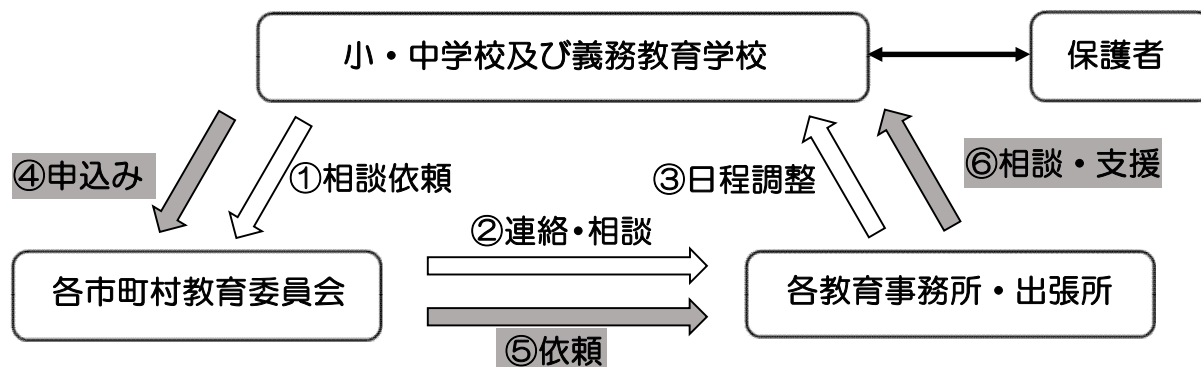 小・中学校及び義務教育学校
保護者
④申込み
①相談依頼
③日程調整
⑥相談・支援
②連絡・相談
各市町村教育委員会
各教育事務所・出張所
⑤依頼